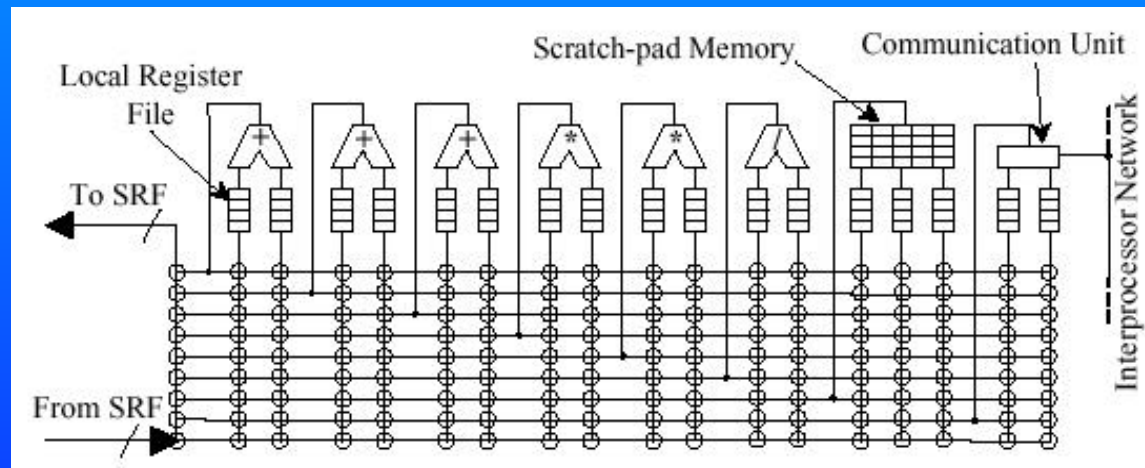 Scratch-pad Memory
Communication Unit
Local Register
File
+
+
+
*
*
/
To SRF
From SRF
Interprocessor Network